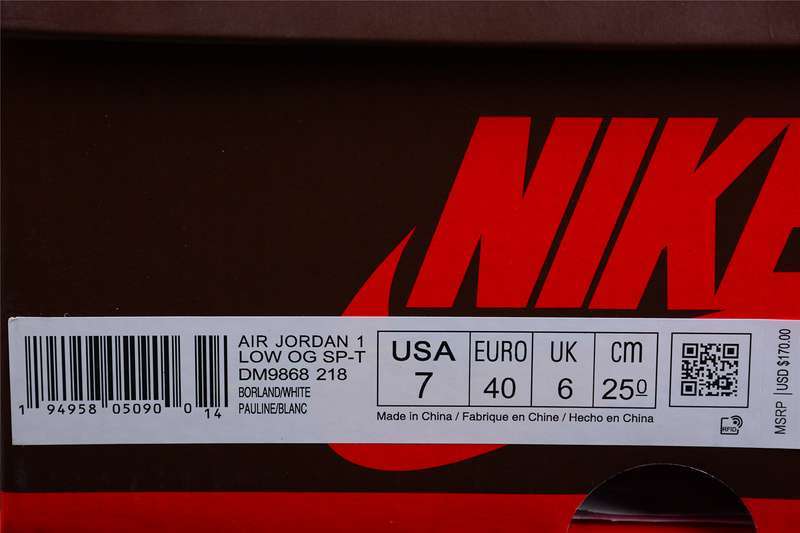 NIKE
AIR JORDAN 1
LOW OG SP-T
DM9868 218
BORLAND/WHITE
PAULINE/BLANC
1 94958 05090 0 14
USA EURO UK cm
7 40 6 25.0
Made in China / Fabrique en Chine / Hecho en China
RFID
MSRP USD $170.00